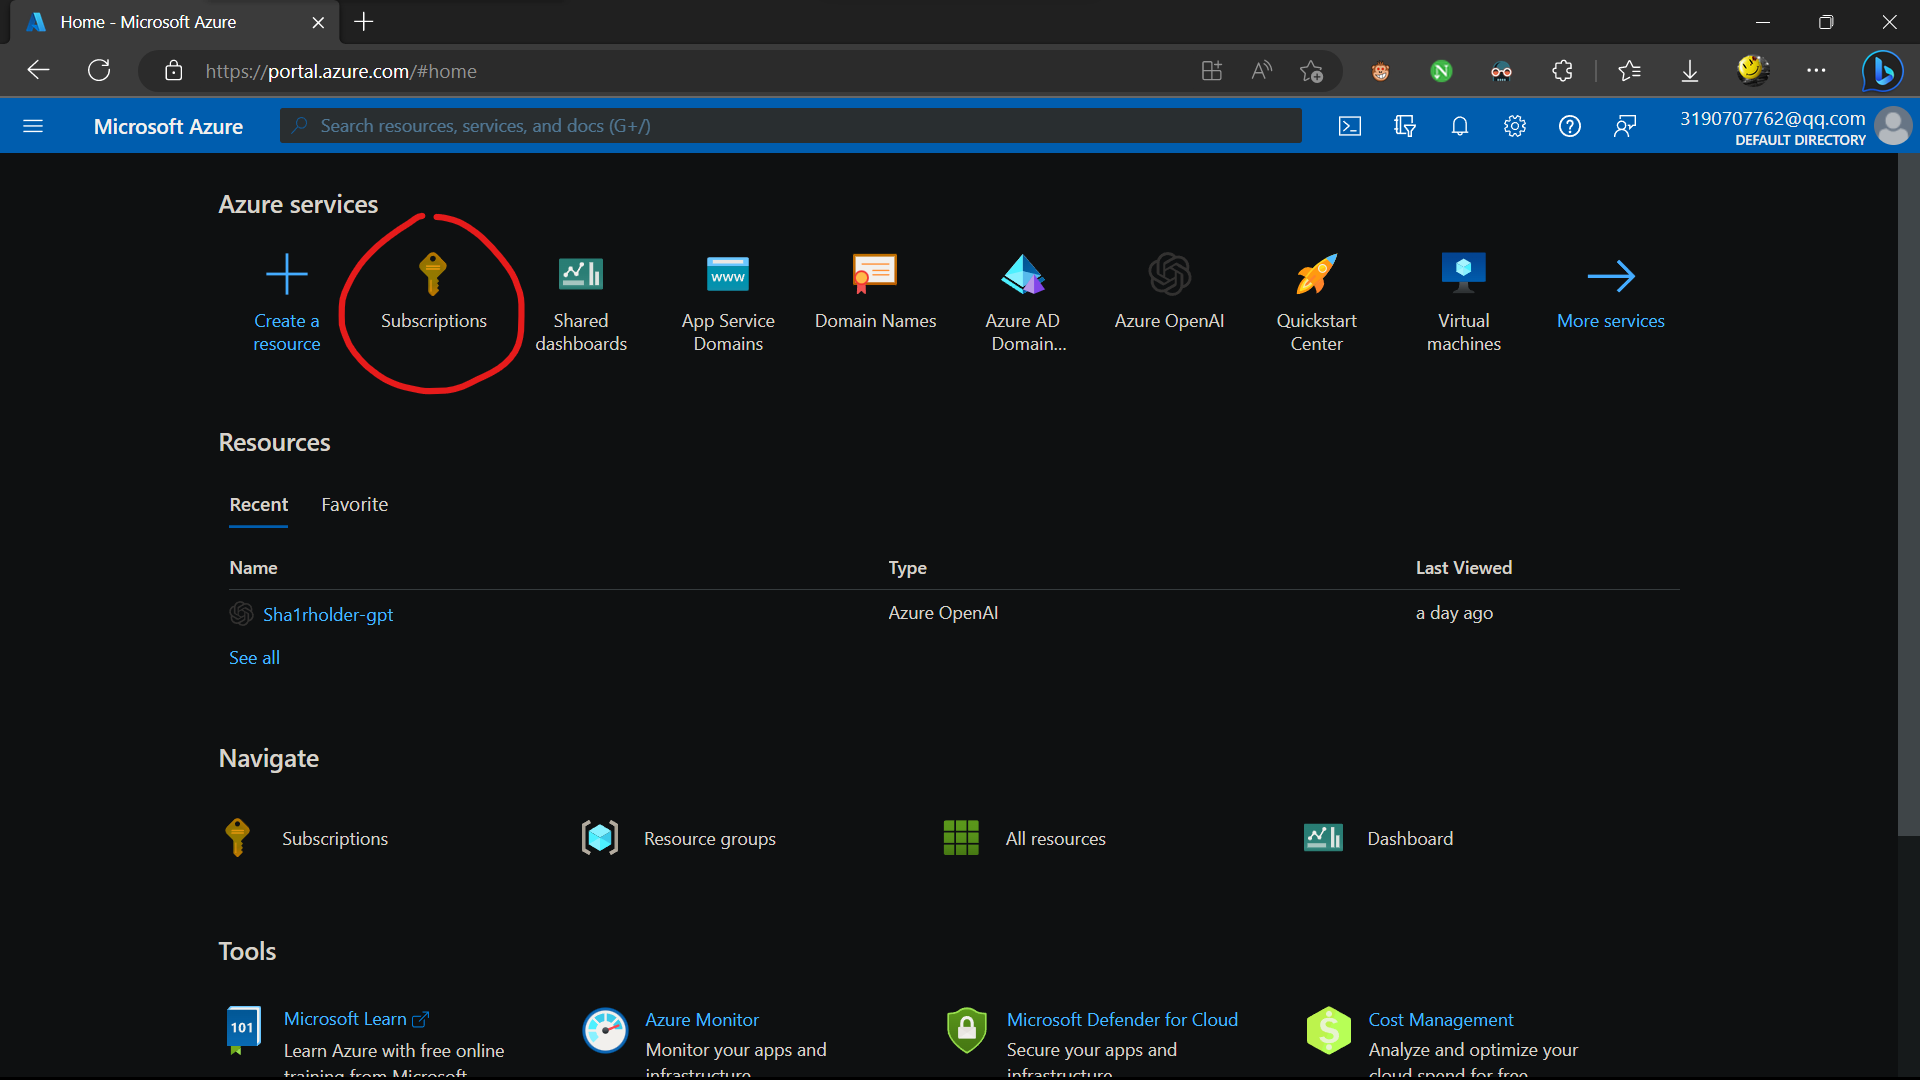 Home - Microsoft Azure
https://portal.azure.com/#home
Microsoft Azure
Search resources, services, and docs (G+/)
3190707762@qq.com
DEFAULT DIRECTORY
Azure services
Create a resource
Subscriptions
Shared dashboards
www
App Service Domains
Domain Names
Azure AD Domain...
Azure OpenAI
Quickstart Center
Virtual machines
More services
Resources
Recent
Favorite
Name
Type
Last Viewed
Sha1rholder-gpt
Azure OpenAI
a day ago
See all
Navigate
Subscriptions
Resource groups
All resources
Dashboard
Tools
101
Microsoft Learn
Learn Azure with free online
training from Microsoft
Azure Monitor
Monitor your apps and
infrastructure
Microsoft Defender for Cloud
Secure your apps and
infrastructure
Cost Management
Analyze and optimize your
cloud spend for free